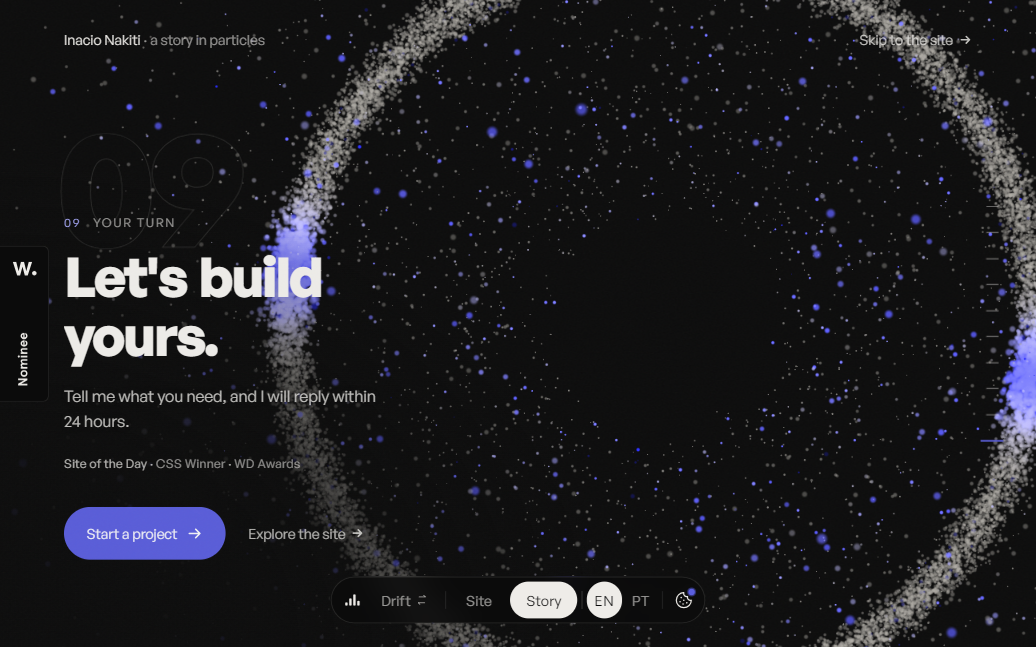 Inacio Nakiti · a story in particles
Skip to the site →
09
09 . YOUR TURN
W.
Nominee
Let's build
yours.
Tell me what you need, and I will reply within
24 hours.
Site of the Day · CSS Winner · WD Awards
Start a project →
Explore the site →
Drift
Site
Story
EN
PT